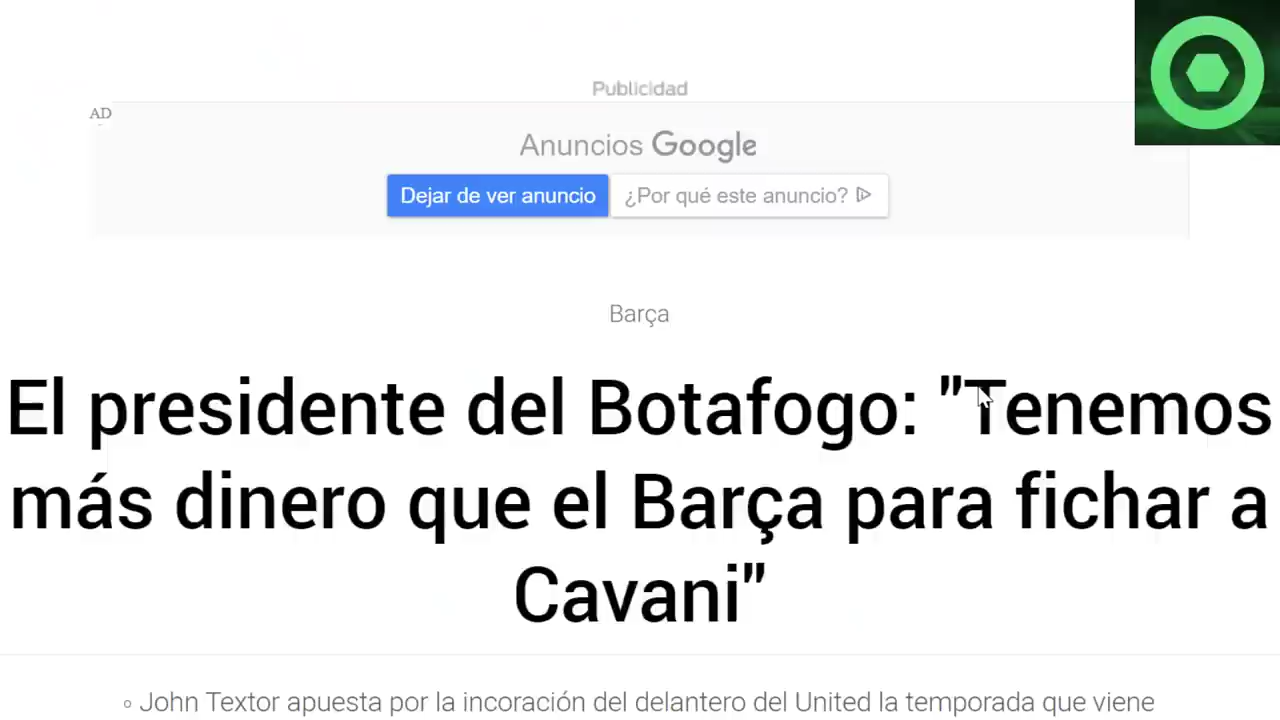 Publicidad
AD
Anuncios Google
Dejar de ver anuncio
¿Por qué este anuncio?
Barça
El presidente del Botafogo: "Tenemos
más dinero que el Barça para fichar a
Cavani"
John Textor apuesta por la incoración del delantero del United la temporada que viene